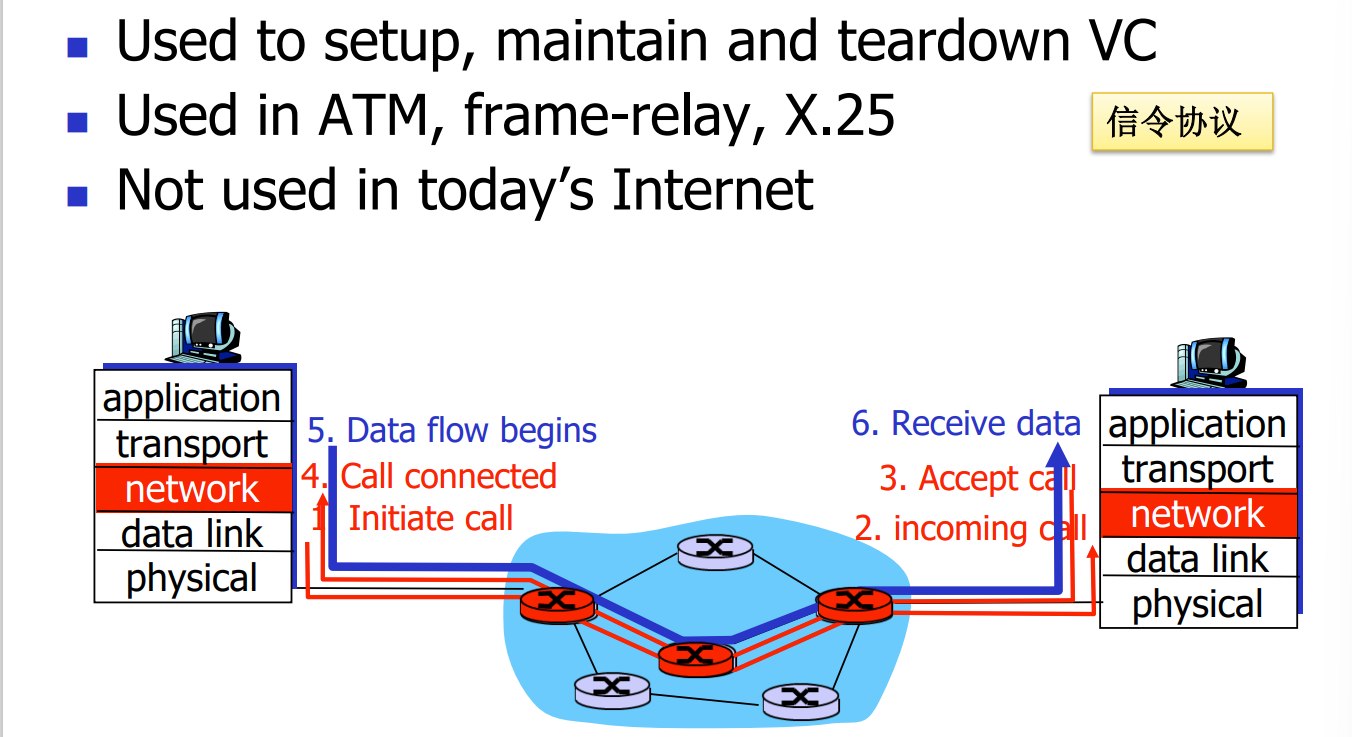 Used to setup, maintain and teardown VC
Used in ATM, frame-relay, X.25
信令协议
Not used in today's Internet
application
transport
network
data link
physical
5. Data flow begins
4. Call connected
1. Initiate call
6. Receive data
3. Accept call
2. incoming call
application
transport
network
data link
physical